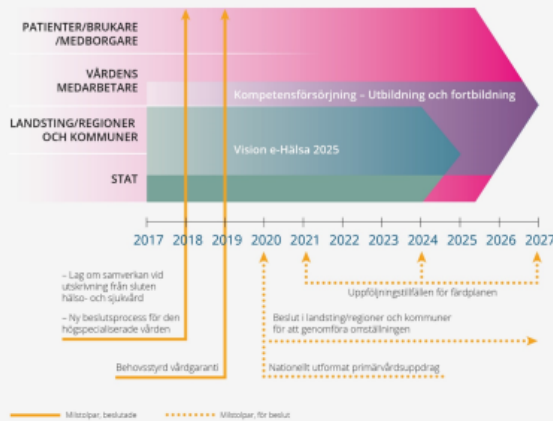 PATIENTER/BRUKARE
/MEDBORGARE
VÅRDENS
MEDARBETARE
Kompetensförsörjning – Utbildning och fortbildning
LANDSTING/REGIONER
OCH KOMMUNER
Vision e-Hälsa 2025
STAT
2017 2018 2019 2020 2021 2022 2023 2024 2025 2026 2027
– Lag om samverkan vid
utskrivning från sluten
hälso- och sjukvård
– Ny beslutsprocess för den
högspecialiserade vården
Uppföljningstillfällen för färdplanen
Beslut i landsting/regioner och kommuner
för att genomföra omställningen
Behovsstyrd vårdgaranti
Nationellt utformat primärvårdsuppdrag
Milstolpar, beslutade
Milstolpar, för beslut